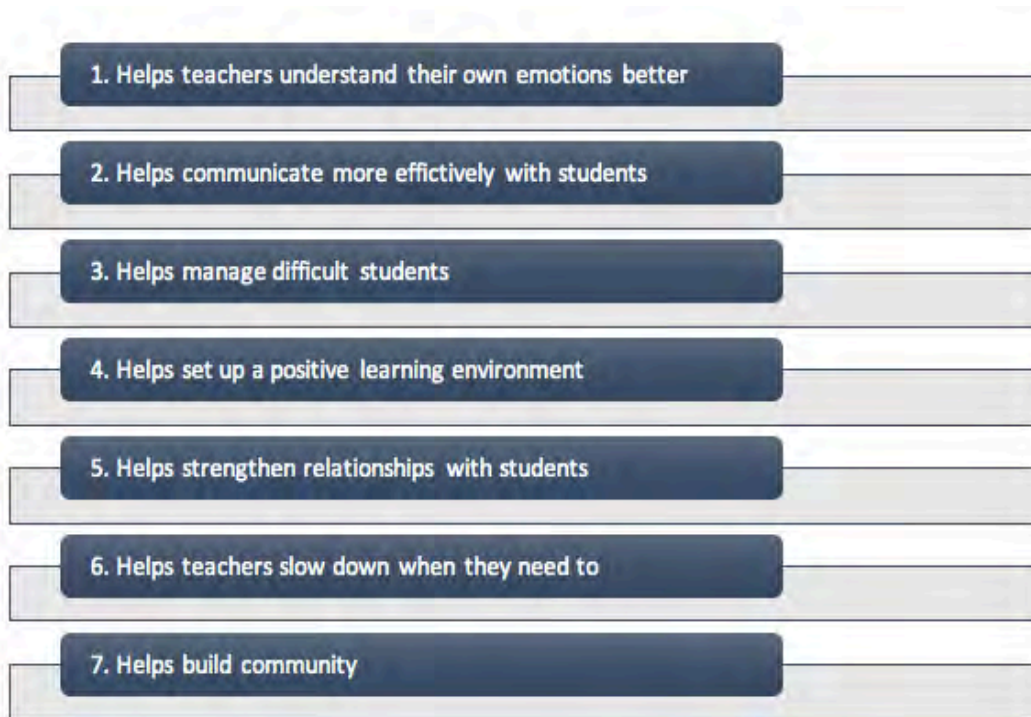 1. Helps teachers understand their own emotions better
2. Helps communicate more effictively with students
3. Helps manage difficult students
4. Helps set up a positive learning environment
5. Helps strengthen relationships with students
6. Helps teachers slow down when they need to
7. Helps build community